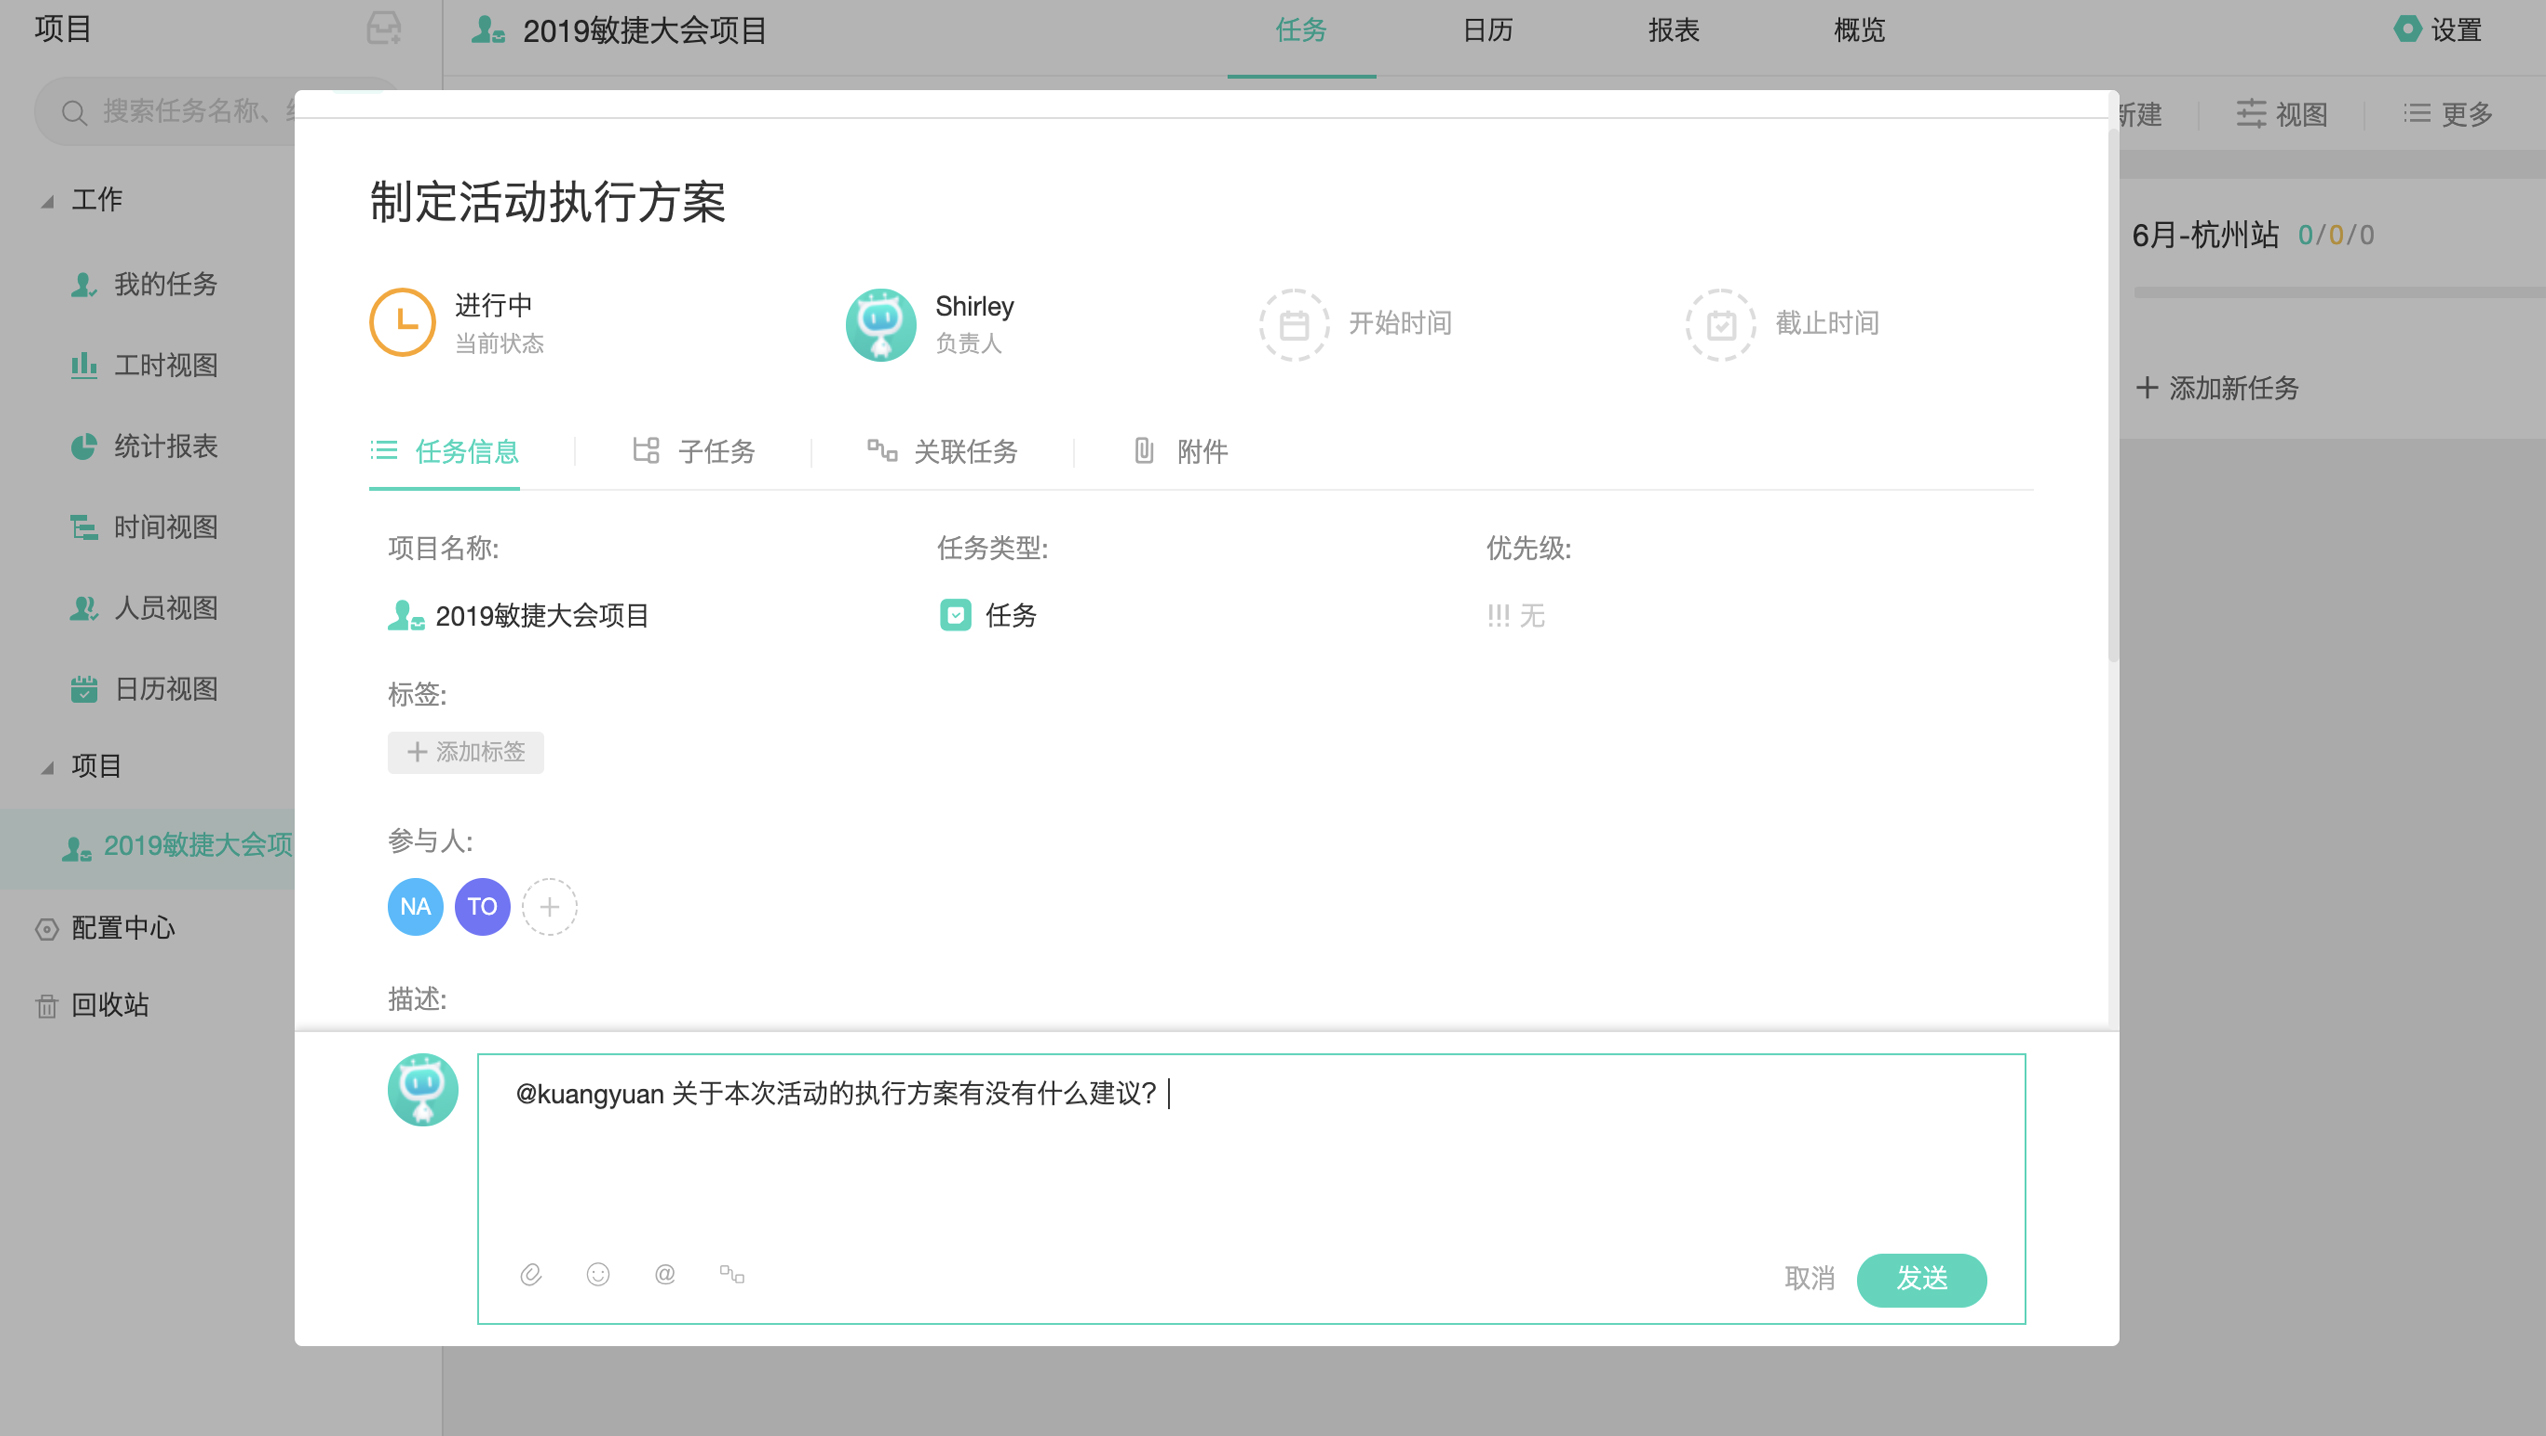 项目
2019敏捷大会项目
任务
日历
报表
概览
设置
搜索任务名称、
新建
视图
更多
工作
我的任务
工时视图
统计报表
时间视图
人员视图
日历视图
项目
2019敏捷大会项
配置中心
回收站
制定活动执行方案
进行中
当前状态
Shirley
负责人
开始时间
截止时间
任务信息
子任务
关联任务
附件
项目名称:
任务类型:
优先级:
2019敏捷大会项目
任务
!!! 无
标签:
+ 添加标签
参与人:
NA
TO
描述:
@kuangyuan 关于本次活动的执行方案有没有什么建议?
取消
发送
6月-杭州站 0/0/0
+ 添加新任务